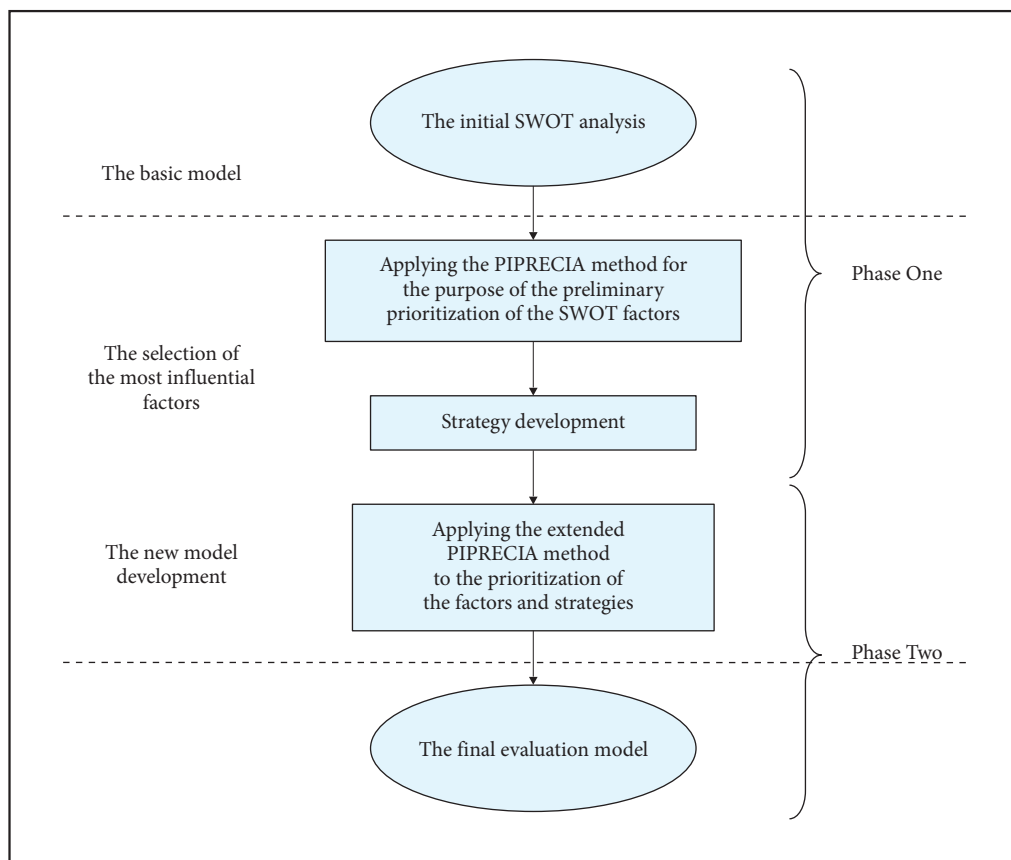 The initial SWOT analysis
The basic model
Applying the PIPRECIA method for
the purpose of the preliminary
prioritization of the SWOT factors
Phase One
The selection of
the most influential
factors
Strategy development
The new model
development
Applying the extended
PIPRECIA method
to the prioritization of
the factors and strategies
Phase Two
The final evaluation model